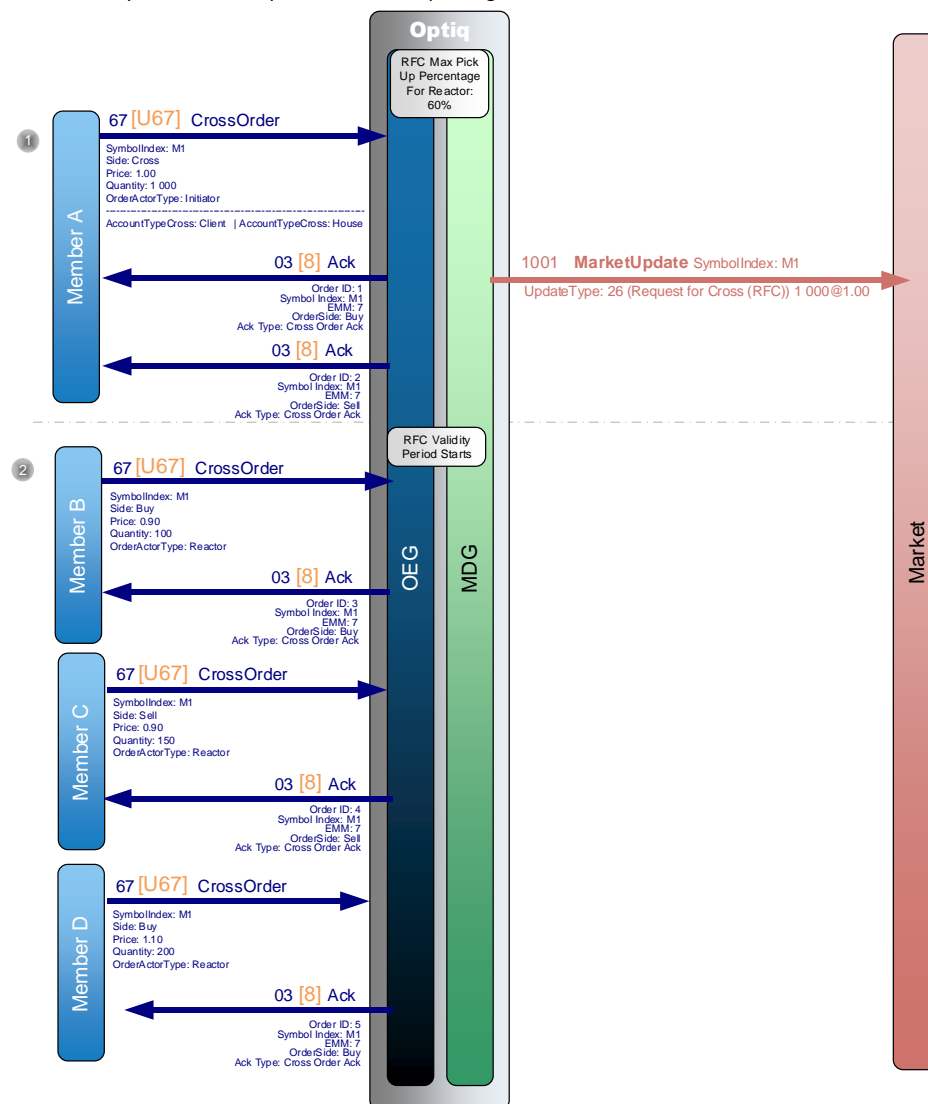 Optiq
RFC Max Pick
Up Percentage
For Reactor:
60%
1
Member A
67 [U67] CrossOrder
SymbolIndex: M1
Side: Cross
Price: 1.00
Quantity: 1 000
OrderActorType: Initiator
AccountTypeCross: Client | AccountTypeCross: House
03 [8] Ack
Order ID: 1
Symbol Index: M1
EMM: 7
OrderSide: Buy
Ack Type: Cross Order Ack
1001 MarketUpdate SymbolIndex: M1
UpdateType: 26 (Request for Cross (RFC)) 1 000@1.00
03 [8] Ack
Order ID: 2
Symbol Index: M1
EMM: 7
OrderSide: Sell
Ack Type: Cross Order Ack
RFC Validity
Period Starts
2
Member B
67 [U67] CrossOrder
SymbolIndex: M1
Side: Buy
Price: 0.90
Quantity: 100
OrderActorType: Reactor
03 [8] Ack
Order ID: 3
Symbol Index: M1
EMM: 7
OrderSide: Buy
Ack Type: Cross Order Ack
OEG
MDG
Market
Member C
67 [U67] CrossOrder
SymbolIndex: M1
Side: Sell
Price: 0.90
Quantity: 150
OrderActorType: Reactor
03 [8] Ack
Order ID: 4
Symbol Index: M1
EMM: 7
OrderSide: Sell
Ack Type: Cross Order Ack
Member D
67 [U67] CrossOrder
SymbolIndex: M1
Side: Buy
Price: 1.10
Quantity: 200
OrderActorType: Reactor
03 [8] Ack
Order ID: 5
Symbol Index: M1
EMM: 7
OrderSide: Buy
Ack Type: Cross Order Ack